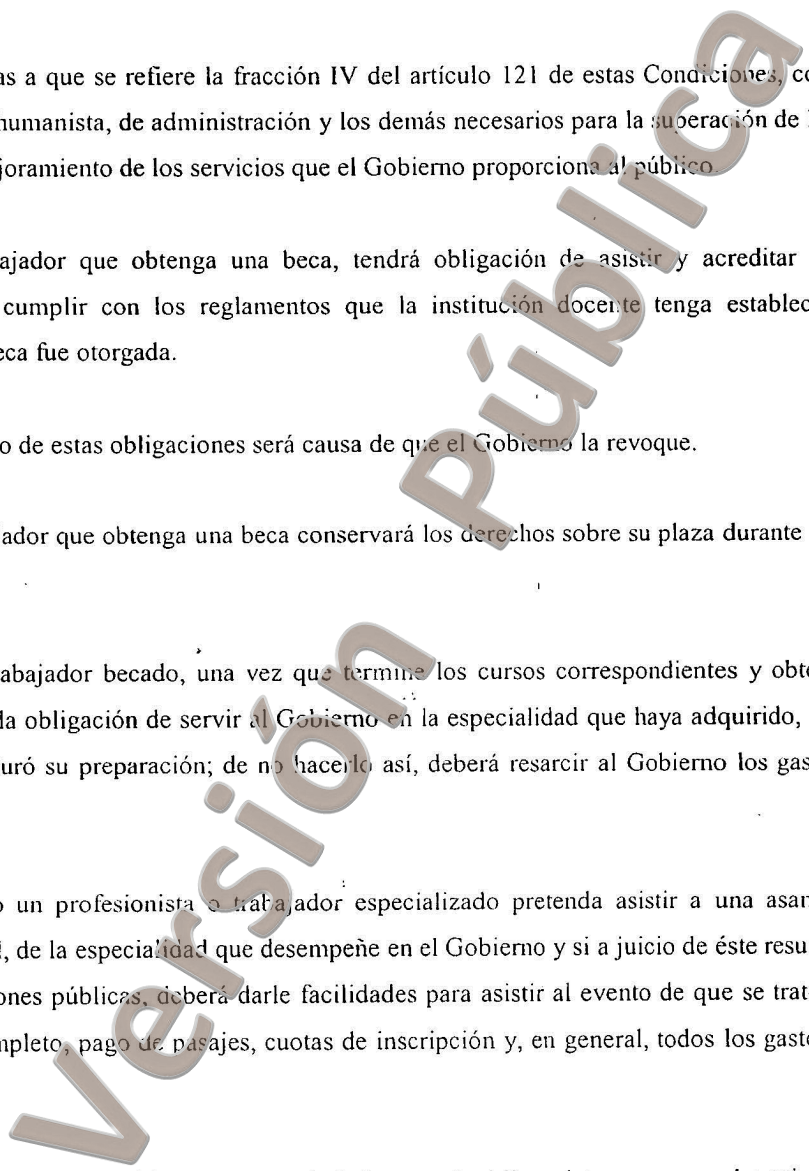 as a que se refiere la fracción IV del artículo 121 de estas Condiciones, co
humanista, de administración y los demás necesarios para la superación de
joramiento de los servicios que el Gobierno proporciona al público.
ajador que obtenga una beca, tendrá obligación de asistir y acreditar
cumplir con los reglamentos que la institución docente tenga establec
eca fue otorgada.
o de estas obligaciones será causa de que el Gobierno la revoque.
ador que obtenga una beca conservará los derechos sobre su plaza durante
abajador becado, una vez que termine los cursos correspondientes y obte
la obligación de servir al Gobierno en la especialidad que haya adquirido,
uró su preparación; de no hacerlo así, deberá resarcir al Gobierno los gas
o un profesionista o trabajador especializado pretenda asistir a una asa
l, de la especialidad que desempeñe en el Gobierno y si a juicio de éste resu
ones públicas, deberá darle facilidades para asistir al evento de que se trat
mpleto, pago de pasajes, cuotas de inscripción y, en general, todos los gast
Versión Pública